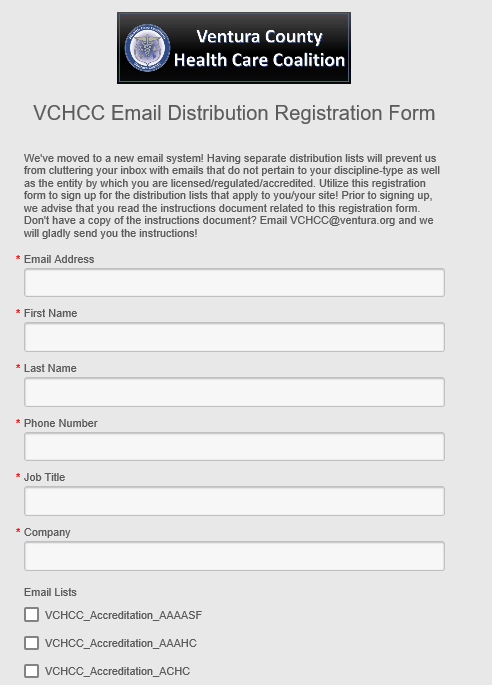 Ventura County
Health Care Coalition
VCHCC Email Distribution Registration Form
We've moved to a new email system! Having separate distribution lists will prevent us
from cluttering your inbox with emails that do not pertain to your discipline-type as well
as the entity by which you are licensed/regulated/accredited. Utilize this registration
form to sign up for the distribution lists that apply to you/your site! Prior to signing up,
we advise that you read the instructions document related to this registration form.
Don't have a copy of the instructions document? Email VCHCC@ventura.org and we
will gladly send you the instructions!
* Email Address
* First Name
* Last Name
* Phone Number
* Job Title
* Company
Email Lists
VCHCC_Accreditation_AAAASF
VCHCC_Accreditation_AAAHC
VCHCC_Accreditation_ACHC